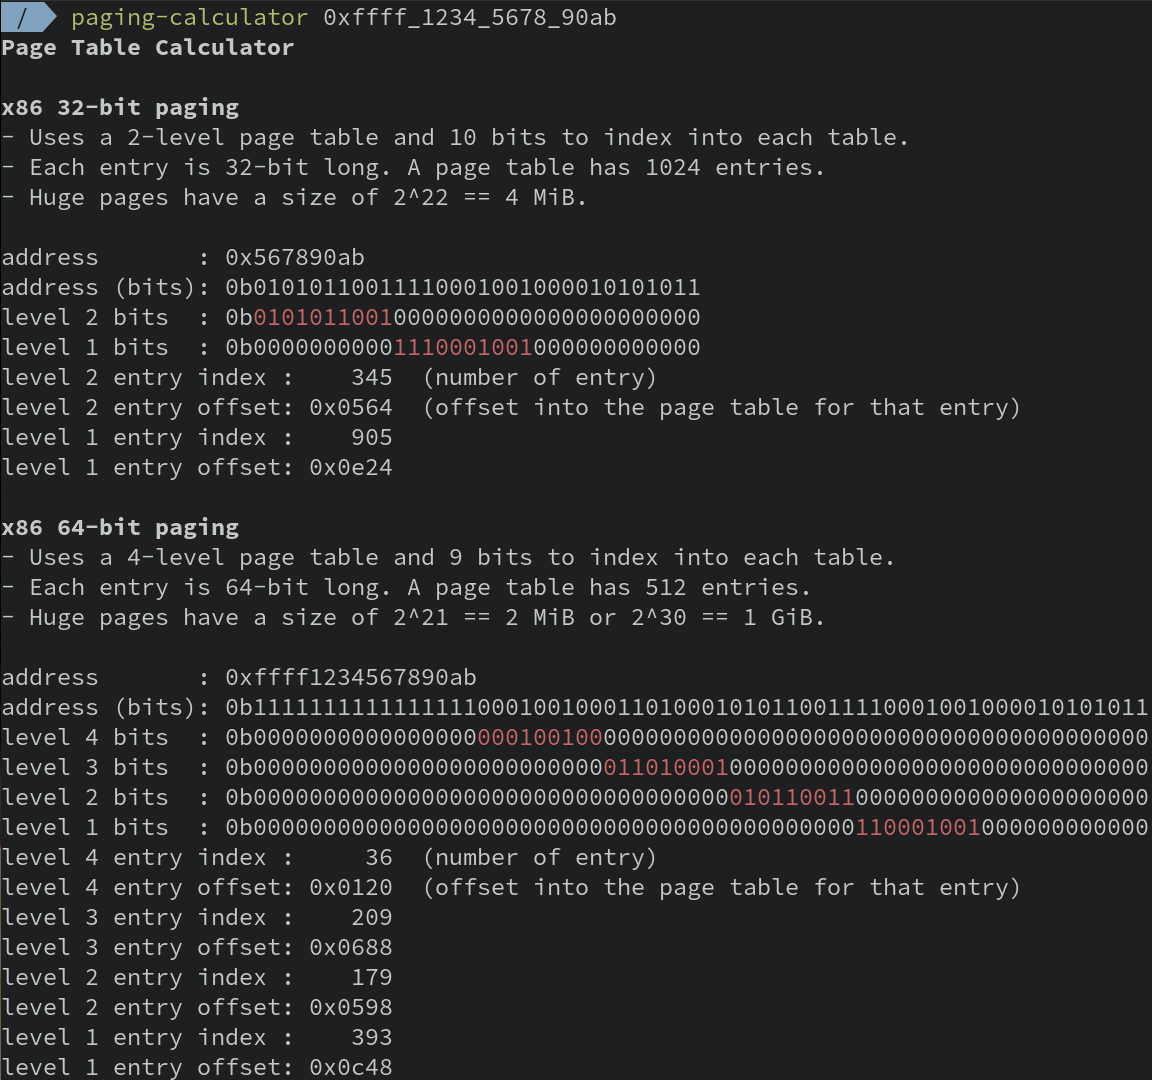 / paging-calculator 0xffff_1234_5678_90ab
Page Table Calculator
x86 32-bit paging
- Uses a 2-level page table and 10 bits to index into each table.
- Each entry is 32-bit long. A page table has 1024 entries.
- Huge pages have a size of 2^22 == 4 MiB.
address       : 0x567890ab
address (bits): 0b01010110011110001001000010101011
level 2 bits  : 0b01010110010000000000000000000000
level 1 bits  : 0b00000000001110001001000000000000
level 2 entry index :    345  (number of entry)
level 2 entry offset: 0x0564  (offset into the page table for that entry)
level 1 entry index :    905
level 1 entry offset: 0x0e24
x86 64-bit paging
- Uses a 4-level page table and 9 bits to index into each table.
- Each entry is 64-bit long. A page table has 512 entries.
- Huge pages have a size of 2^21 == 2 MiB or 2^30 == 1 GiB.
address       : 0xffff1234567890ab
address (bits): 0b1111111111111111000100100011010001010110011110001001000010101011
level 4 bits  : 0b0000000000000000000100100000000000000000000000000000000000000000
level 3 bits  : 0b0000000000000000000000000011010001000000000000000000000000000000
level 2 bits  : 0b0000000000000000000000000000000000010110011000000000000000000000
level 1 bits  : 0b0000000000000000000000000000000000000000000110001001000000000000
level 4 entry index :     36  (number of entry)
level 4 entry offset: 0x0120  (offset into the page table for that entry)
level 3 entry index :    209
level 3 entry offset: 0x0688
level 2 entry index :    179
level 2 entry offset: 0x0598
level 1 entry index :    393
level 1 entry offset: 0x0c48